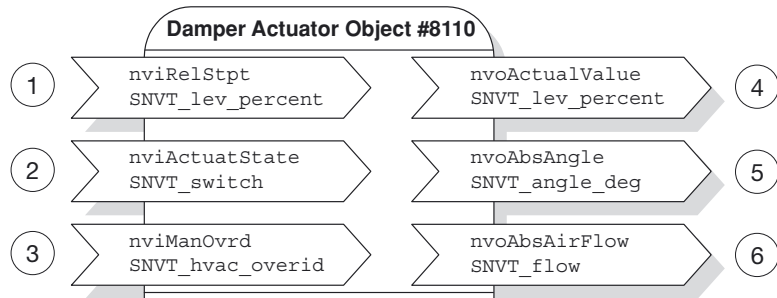 Damper Actuator Object #8110
1
nviRelStpt
SNVT_lev_percent
nvoActualValue
SNVT_lev_percent
4
2
nviActuatState
SNVT_switch
nvoAbsAngle
SNVT_angle_deg
5
3
nviManOvrd
SNVT_hvac_overid
nvoAbsAirFlow
SNVT_flow
6